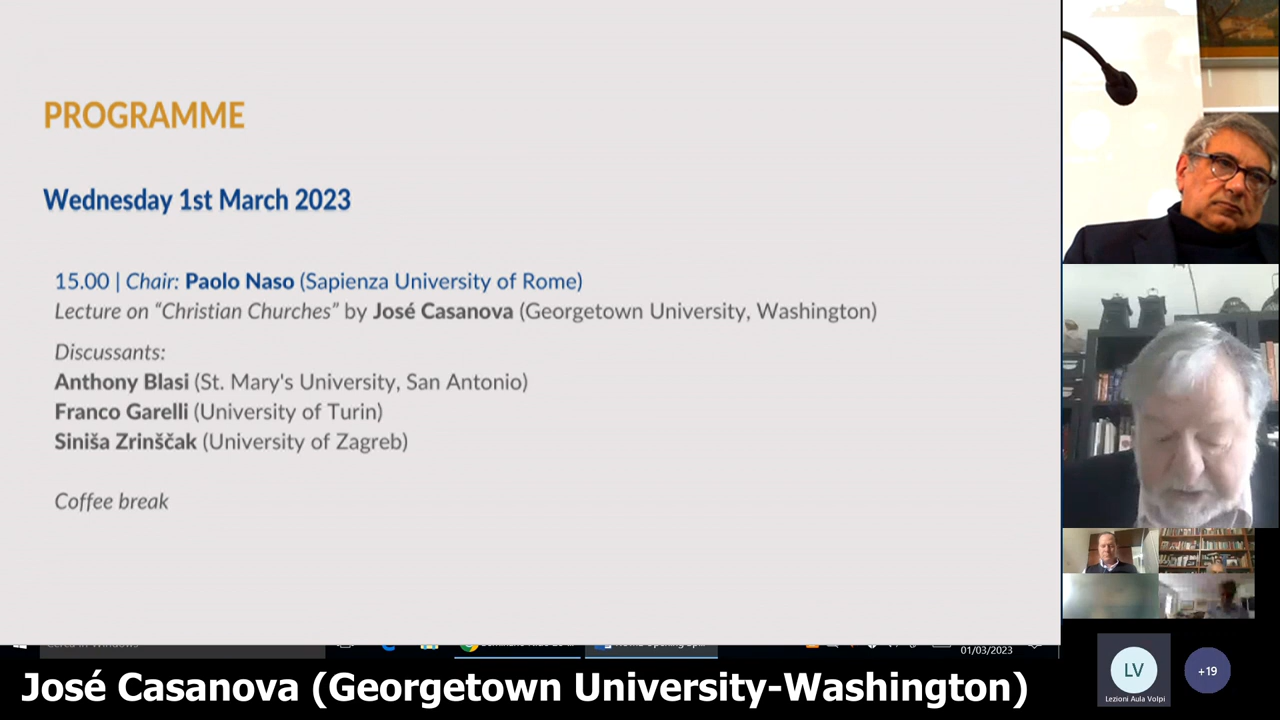 PROGRAMME
Wednesday 1st March 2023
15.00 | Chair: Paolo Naso (Sapienza University of Rome)
Lecture on “Christian Churches” by José Casanova (Georgetown University, Washington)
Discussants:
Anthony Blasi (St. Mary's University, San Antonio)
Franco Garelli (University of Turin)
Siniša Zrinščak (University of Zagreb)
Coffee break
01/03/2023
LV
Lezioni Aula Volpi
+19
José Casanova (Georgetown University-Washington)